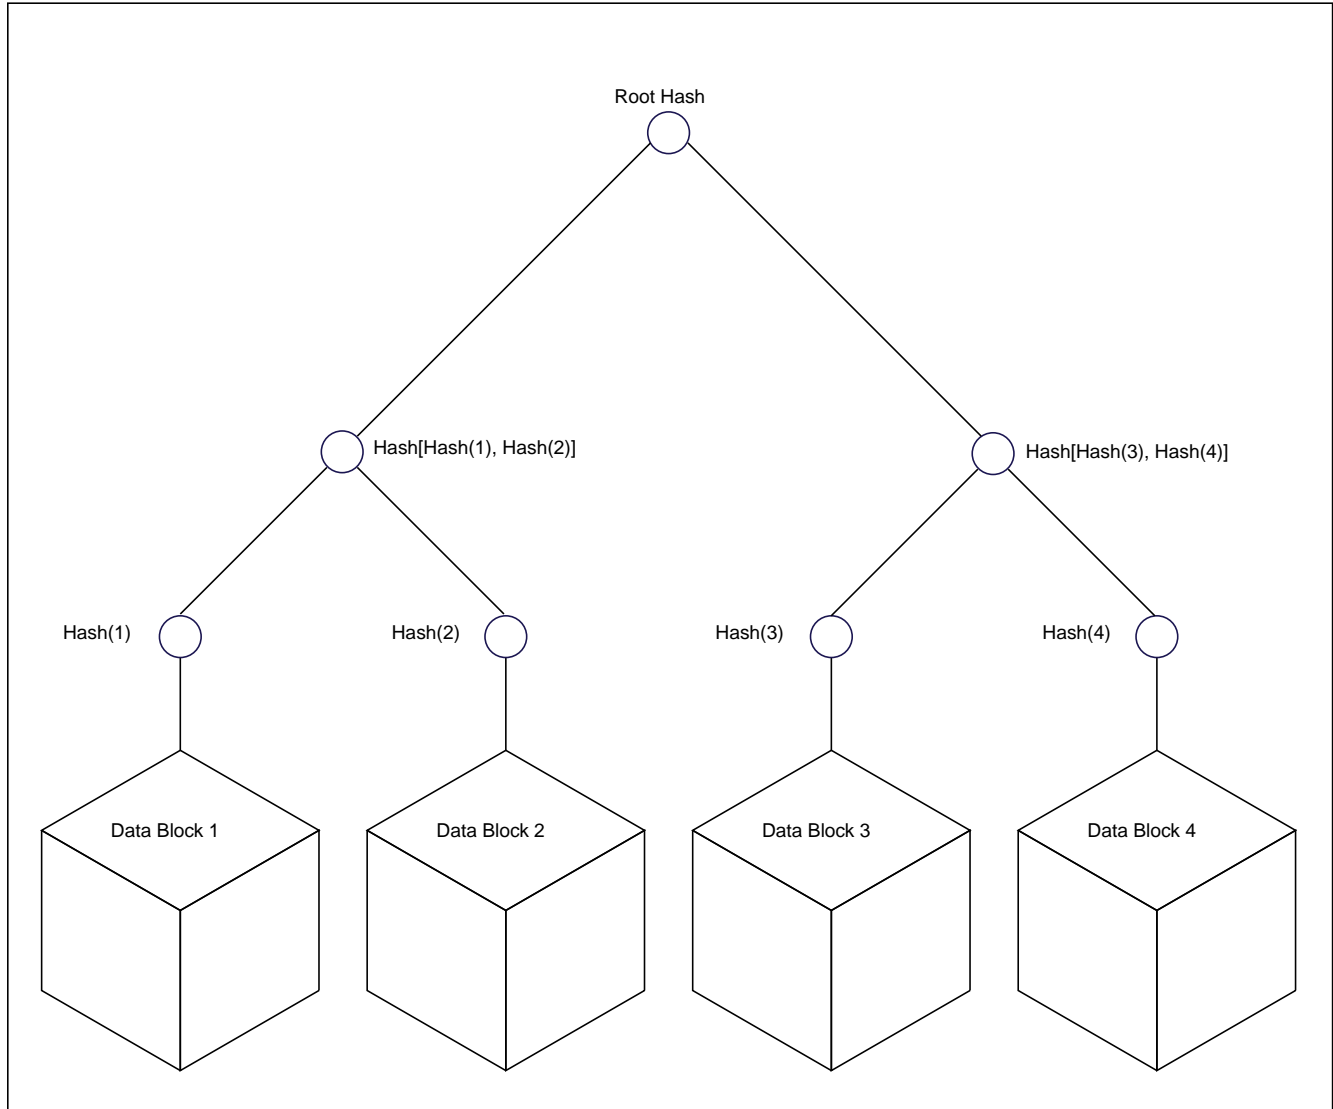 Root Hash
Hash[Hash(1), Hash(2)]
Hash[Hash(3), Hash(4)]
Hash(1)
Hash(2)
Hash(3)
Hash(4)
Data Block 1
Data Block 2
Data Block 3
Data Block 4